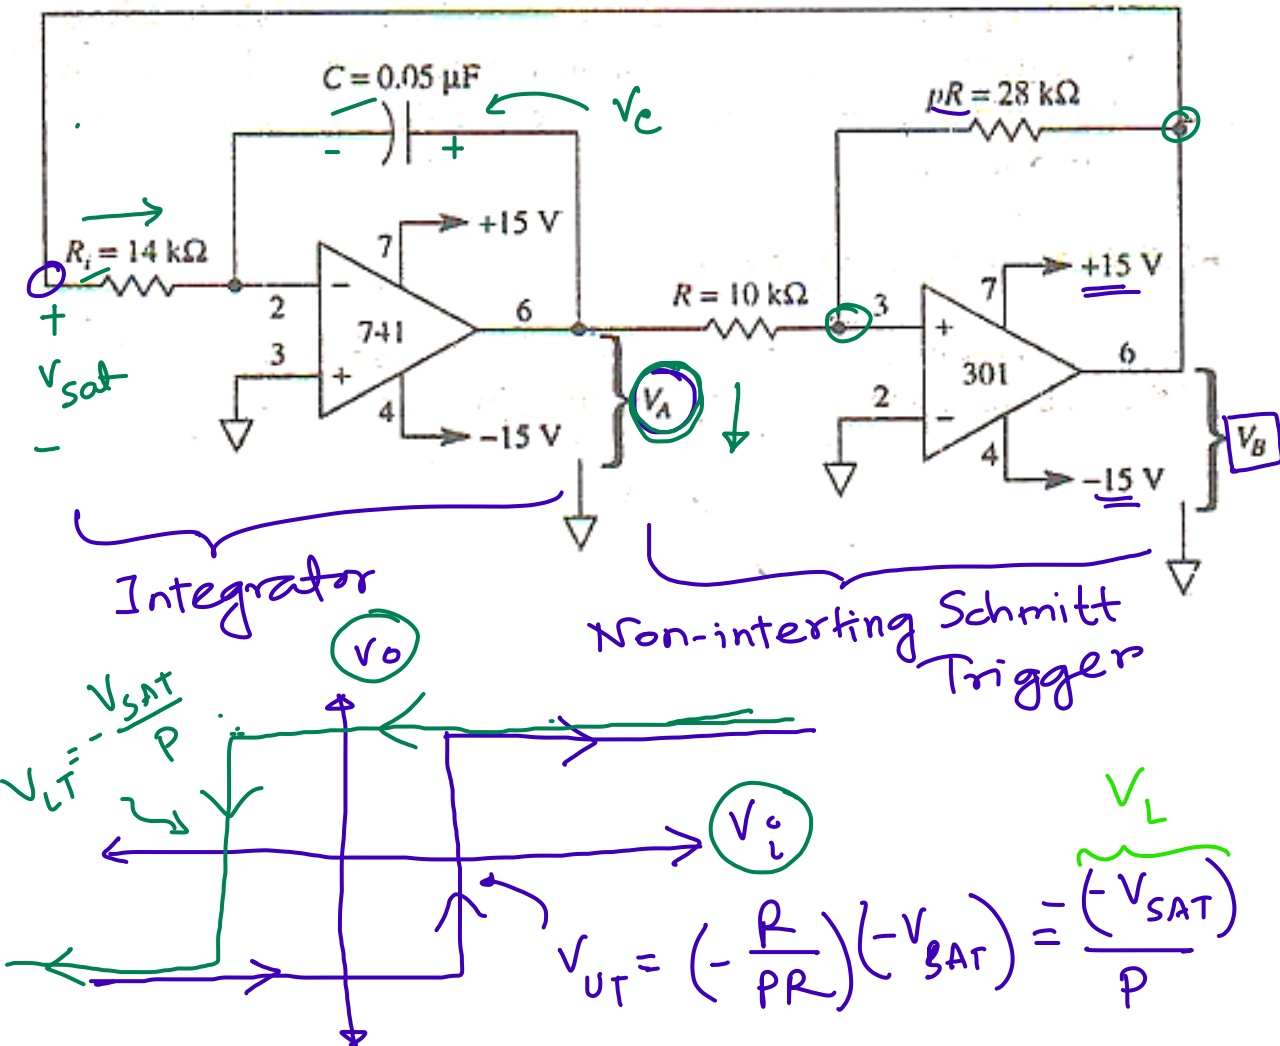 C = 0.05 µF
Vc
pR = 28 kΩ
- + 
+15 V
Ri = 14 kΩ
7
2
−
741
6
R = 10 kΩ
3
+
7
+15 V
301
6
+
Vsat
-
3
+
4
−15 V
VA
2
−
4
−15 V
VB
Integrator
Non-interting Schmitt
Trigger
Vo
VLT = - VSAT / P
Vi
VL
VUT = (- R / PR)(-VSAT) = (-VSAT) / P